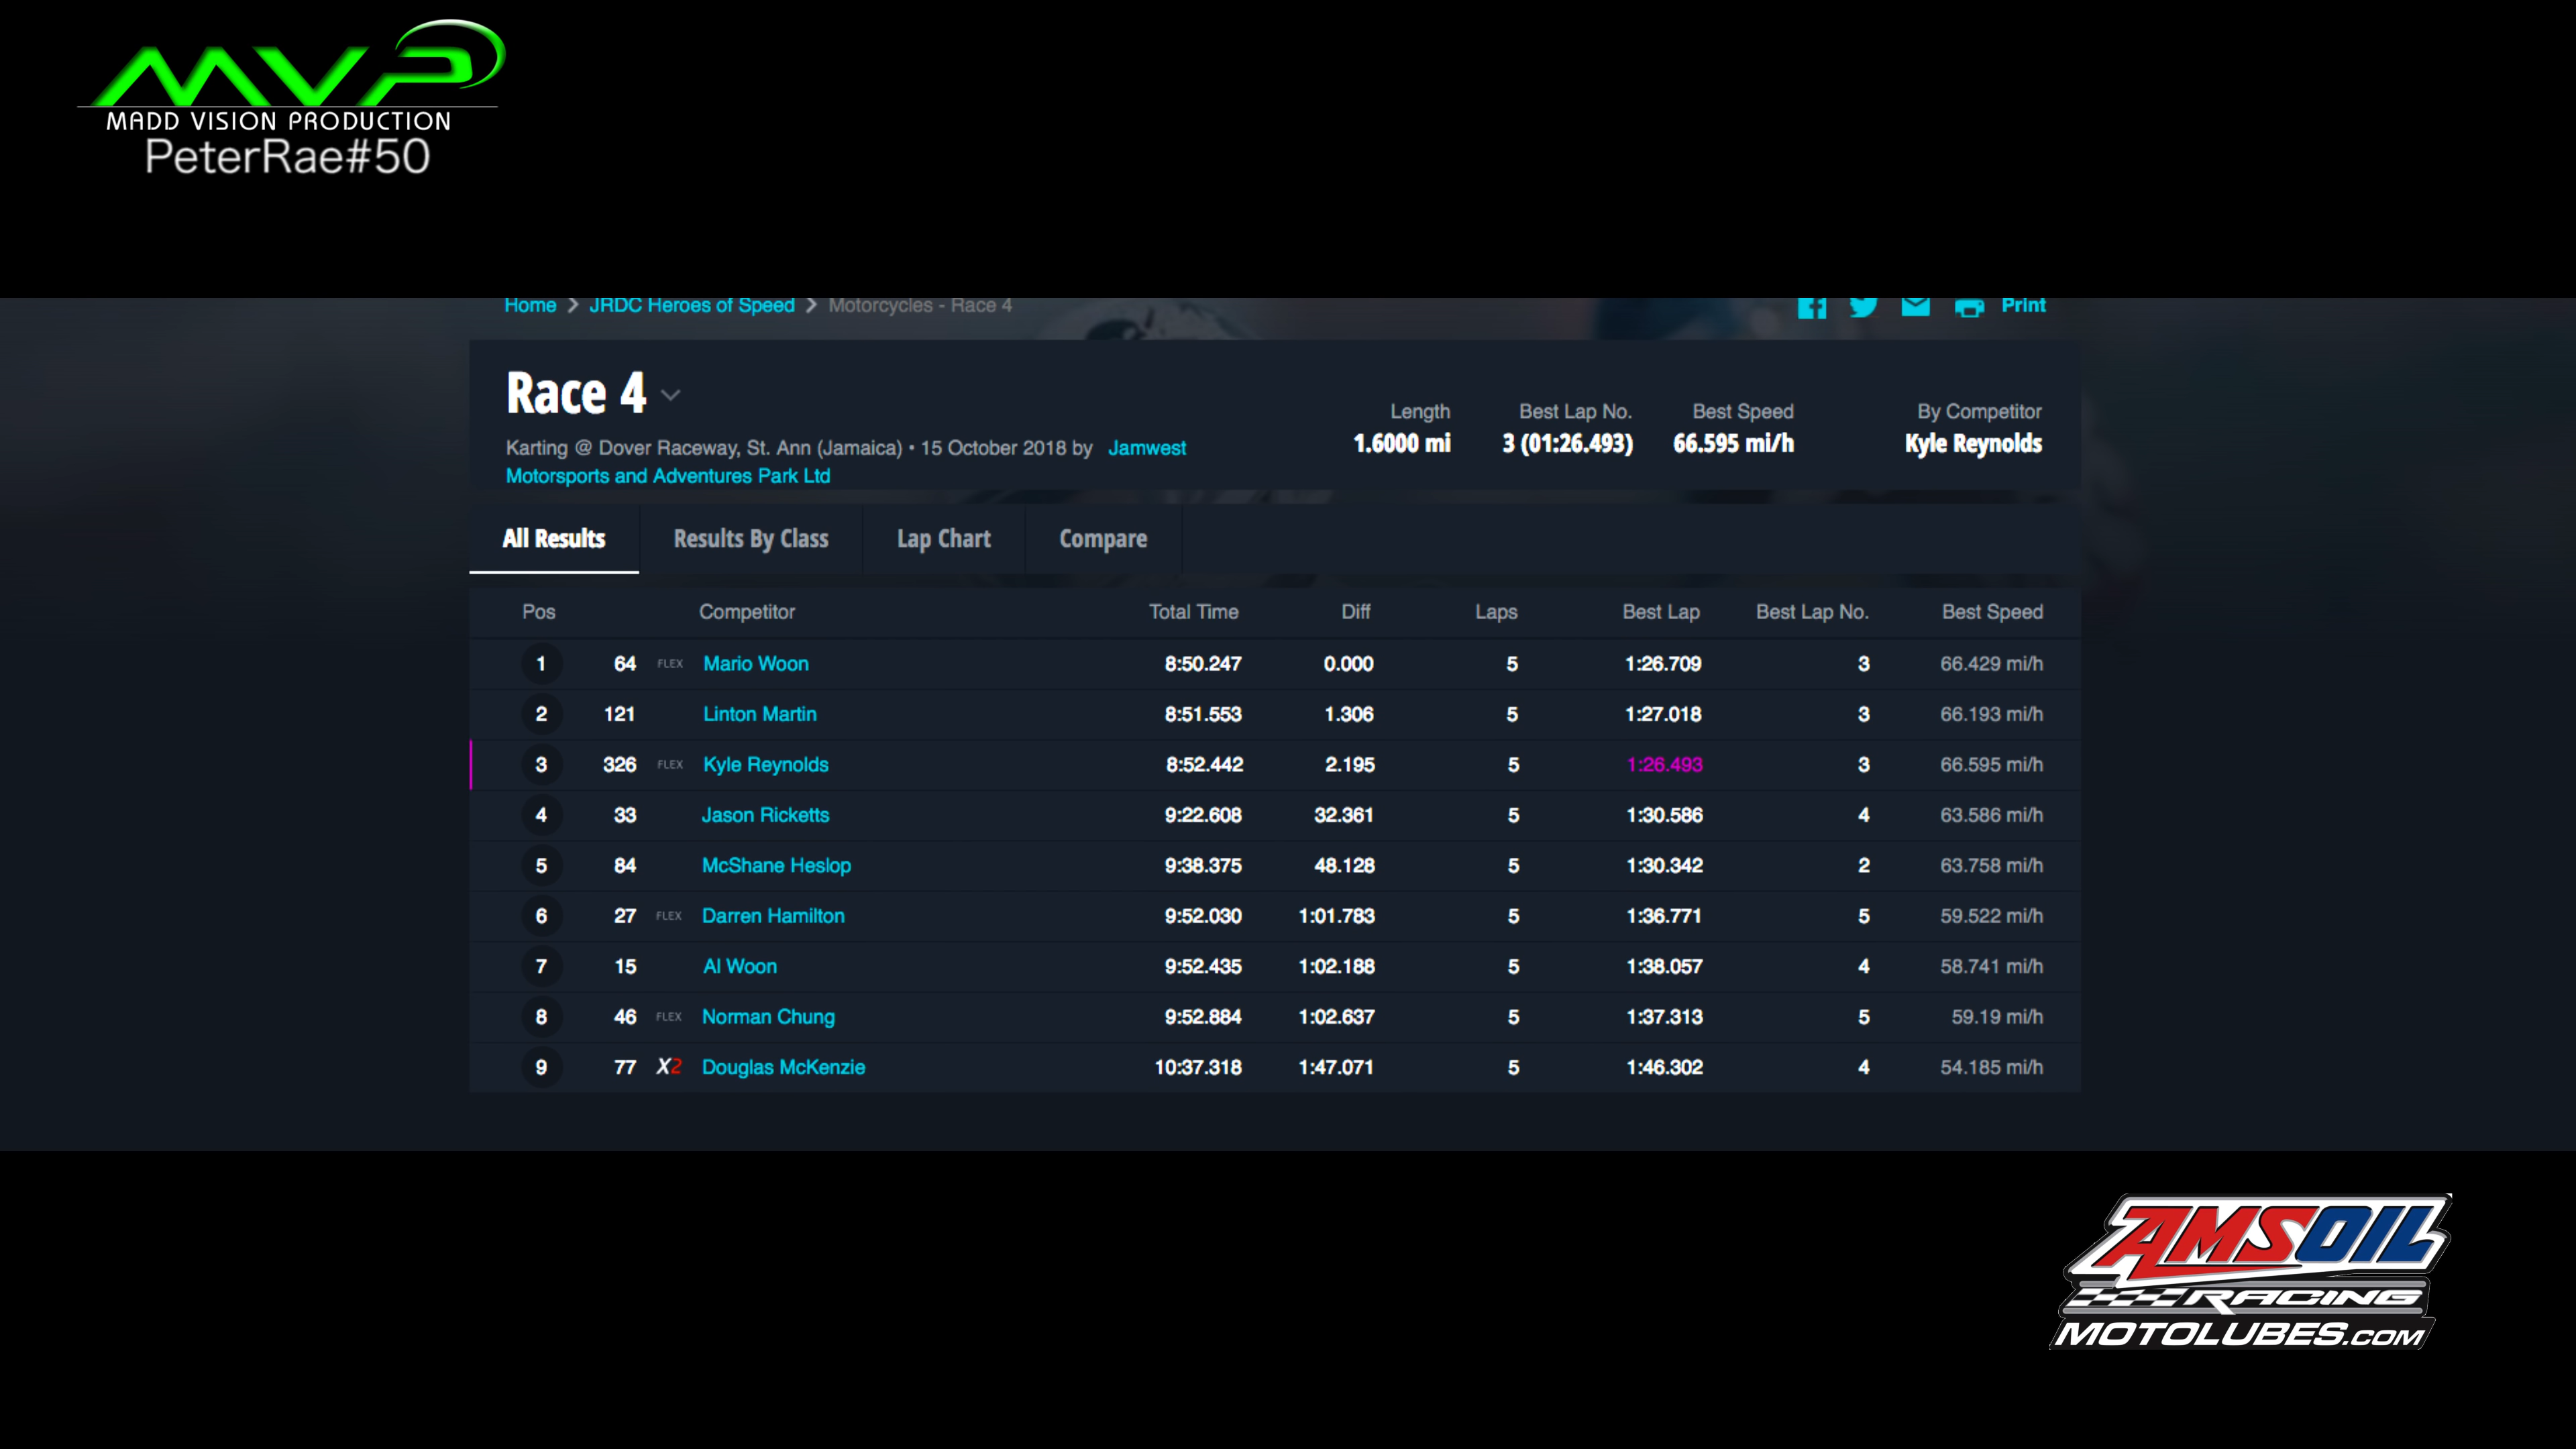 MVP
MADD VISION PRODUCTION
PeterRae#50
Home > JRDC Heroes of Speed > Motorcycles - Race 4
Print
Race 4
Karting @ Dover Raceway, St. Ann (Jamaica) • 15 October 2018 by Jamwest
Motorsports and Adventures Park Ltd
Length Best Lap No. Best Speed By Competitor
1.6000 mi 3 (01:26.493) 66.595 mi/h Kyle Reynolds
All Results Results By Class Lap Chart Compare
Pos Competitor Total Time Diff Laps Best Lap Best Lap No. Best Speed
1 64 FLEX Mario Woon 8:50.247 0.000 5 1:26.709 3 66.429 mi/h
2 121 Linton Martin 8:51.553 1.306 5 1:27.018 3 66.193 mi/h
3 326 FLEX Kyle Reynolds 8:52.442 2.195 5 1:26.493 3 66.595 mi/h
4 33 Jason Ricketts 9:22.608 32.361 5 1:30.586 4 63.586 mi/h
5 84 McShane Heslop 9:38.375 48.128 5 1:30.342 2 63.758 mi/h
6 27 FLEX Darren Hamilton 9:52.030 1:01.783 5 1:36.771 5 59.522 mi/h
7 15 Al Woon 9:52.435 1:02.188 5 1:38.057 4 58.741 mi/h
8 46 FLEX Norman Chung 9:52.884 1:02.637 5 1:37.313 5 59.19 mi/h
9 77 X2 Douglas McKenzie 10:37.318 1:47.071 5 1:46.302 4 54.185 mi/h
AMSOIL
RACING
MOTOLUBES.COM